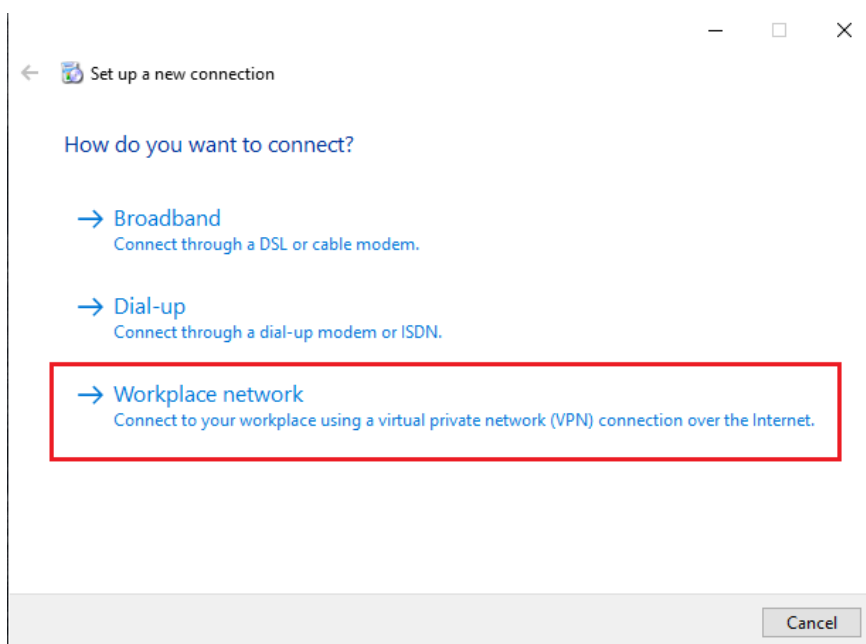 Set up a new connection
How do you want to connect?
Broadband
Connect through a DSL or cable modem.
Dial-up
Connect through a dial-up modem or ISDN.
Workplace network
Connect to your workplace using a virtual private network (VPN) connection over the Internet.
Cancel